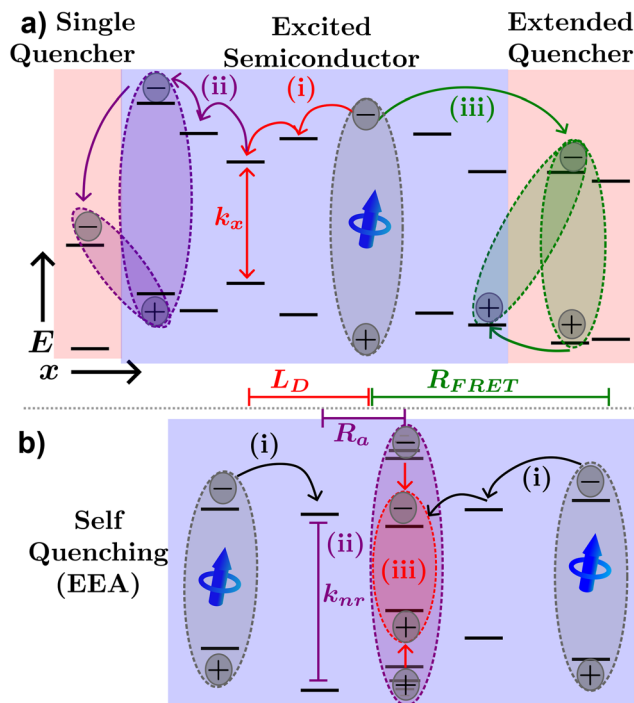 a)
Single
Quencher
Excited
Semiconductor
Extended
Quencher
(ii)
(i)
(iii)
−
−
−
−
k_x
+
+
+
+
E
x
L_D
R_FRET
R_a
b)
−
−
−
−
(i)
(i)
Self
Quenching
(EEA)
(ii)
(iii)
k_nr
+
+
+
+